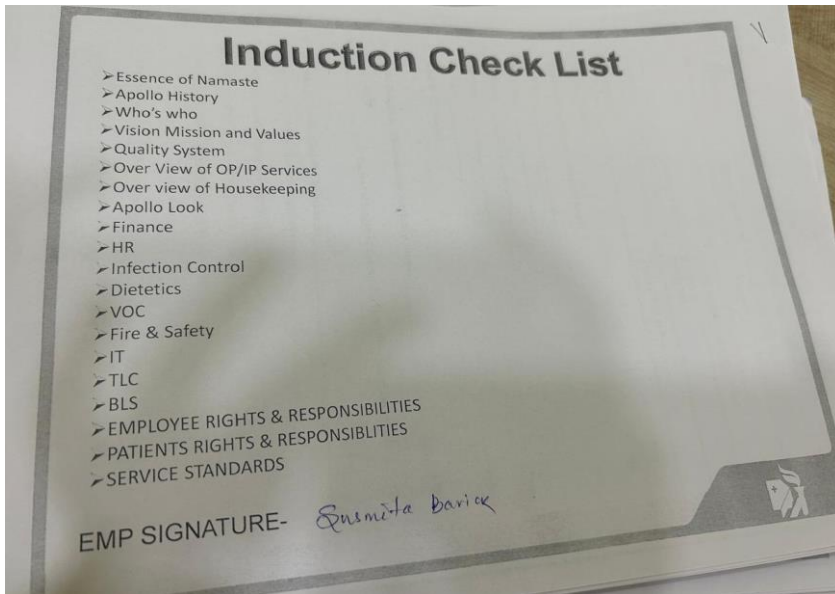 Induction Check List
➢Essence of Namaste
➢Apollo History
➢Who's who
➢Vision Mission and Values
➢Quality System
➢Over View of OP/IP Services
➢Over view of Housekeeping
➢Apollo Look
➢Finance
➢HR
➢Infection Control
➢Dietetics
➢VOC
➢Fire & Safety
➢IT
➢TLC
➢BLS
➢EMPLOYEE RIGHTS & RESPONSIBILITIES
➢PATIENTS RIGHTS & RESPONSIBLITIES
➢SERVICE STANDARDS
EMP SIGNATURE- Susmita Barick